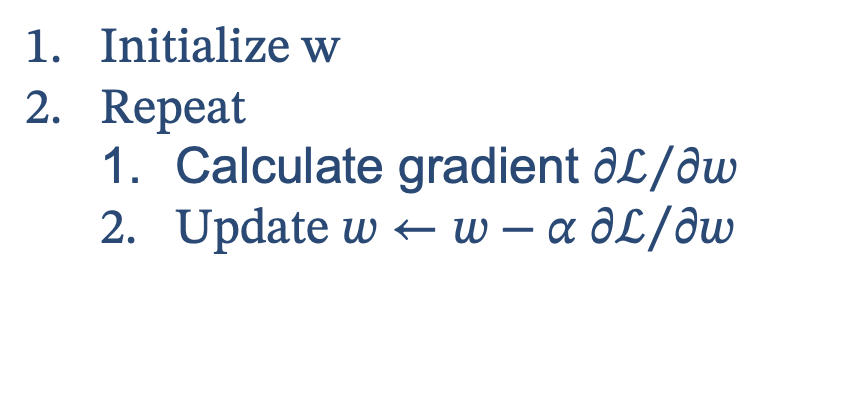 1. Initialize w
2. Repeat
1. Calculate gradient ∂ℒ/∂w
2. Update w ← w − α ∂ℒ/∂w